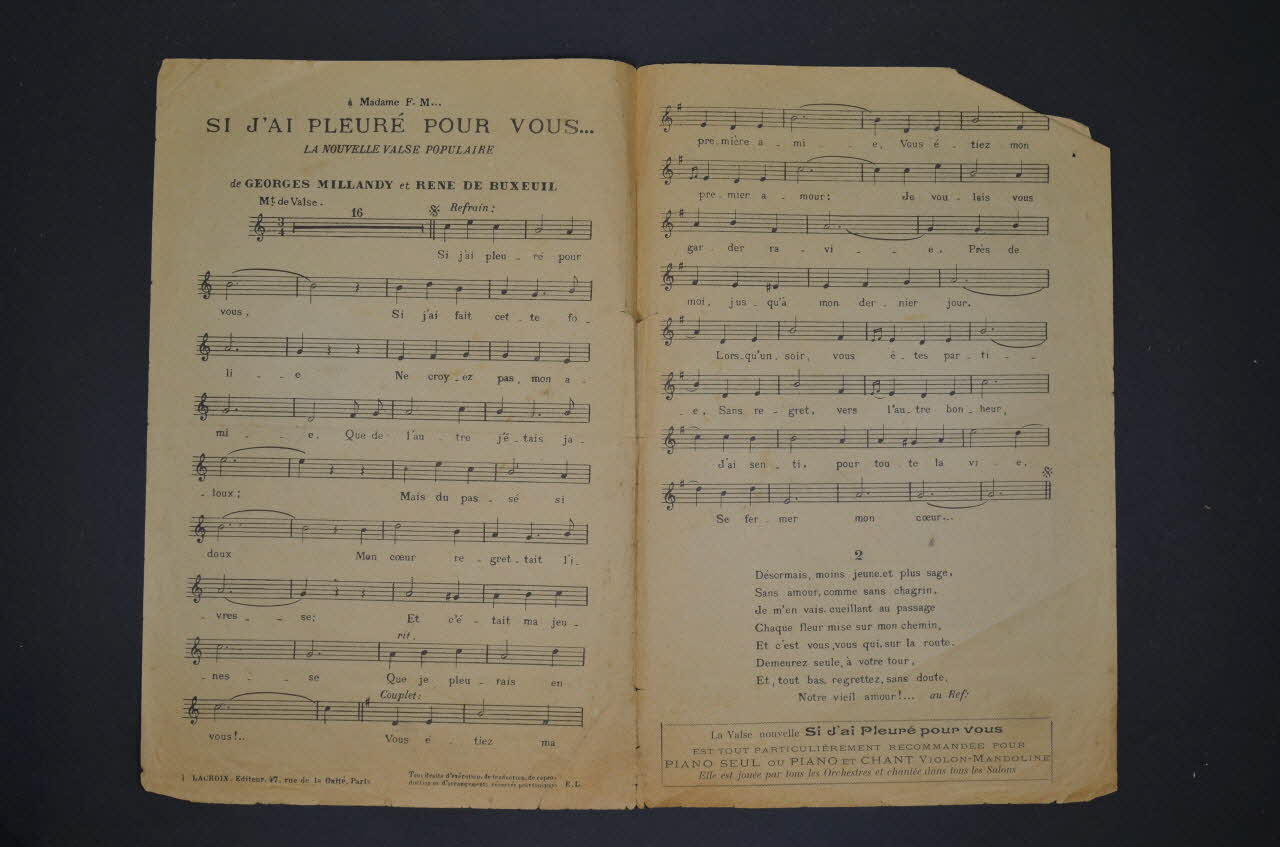 à Madame F. M...
SI J'AI PLEURÉ POUR VOUS...
LA NOUVELLE VALSE POPULAIRE
de GEORGES MILLANDY et RENE DE BUXEUIL
Mt. de Valse.
16
Refrain:
3
4
Si j'ai pleu - ré pour
vous, Si j'ai fait cet - te fo -
li - - e Ne croy - ez pas, mon a -
mi - - e, Que de l'au - tre j'é - tais ja -
- loux; Mais du pas - sé si
doux Mon cœur re - gret - tait l'i -
- vres - - se; Et c'é - tait ma jeu -
rit.
- nes - - se Que je pleu - rais en
Couplet:
vous!.. Vous é - tiez ma
LACROIX, Editeur, 27, rue de la Gaîté, Paris
Tous droits d'exécution, de traduction, de repro-
duction et d'arrangements réservés pour tous pays
E. L.
pre.mière a - mi - - e, Vous é - tiez mon
pre - mier a - mour; Je vou - lais vous
gar - der ra - vi - - e, Près de
moi, jus - qu'à mon der - nier jour.
Lors - qu'un soir, vous ê - tes par - ti - -
- e, Sans re - gret, vers l'au - tre bon - heur,
J'ai sen - ti, pour tou - te la vi - e,
Se fer - mer mon cœur...
2
Désormais, moins jeune et plus sage,
Sans amour, comme sans chagrin,
Je m'en vais cueillant au passage
Chaque fleur mise sur mon chemin,
Et c'est vous, vous qui, sur la route,
Demeurez seule, à votre tour,
Et, tout bas, regrettez, sans doute,
Notre vieil amour!... au Ref:
La Valse nouvelle Si d'ai Pleuré pour vous
EST TOUT PARTICULIÈREMENT RECOMMANDÉE POUR
PIANO SEUL OU PIANO ET CHANT VIOLON-MANDOLINE
Elle est jouée par tous les Orchestres et chantée dans tous les Salons